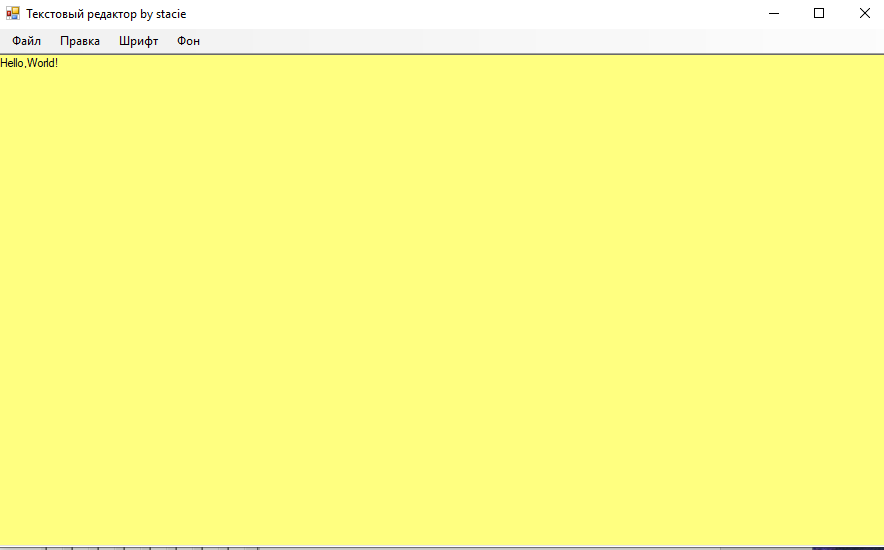 Текстовый редактор by stacie
Файл Правка Шрифт Фон
Hello,World!